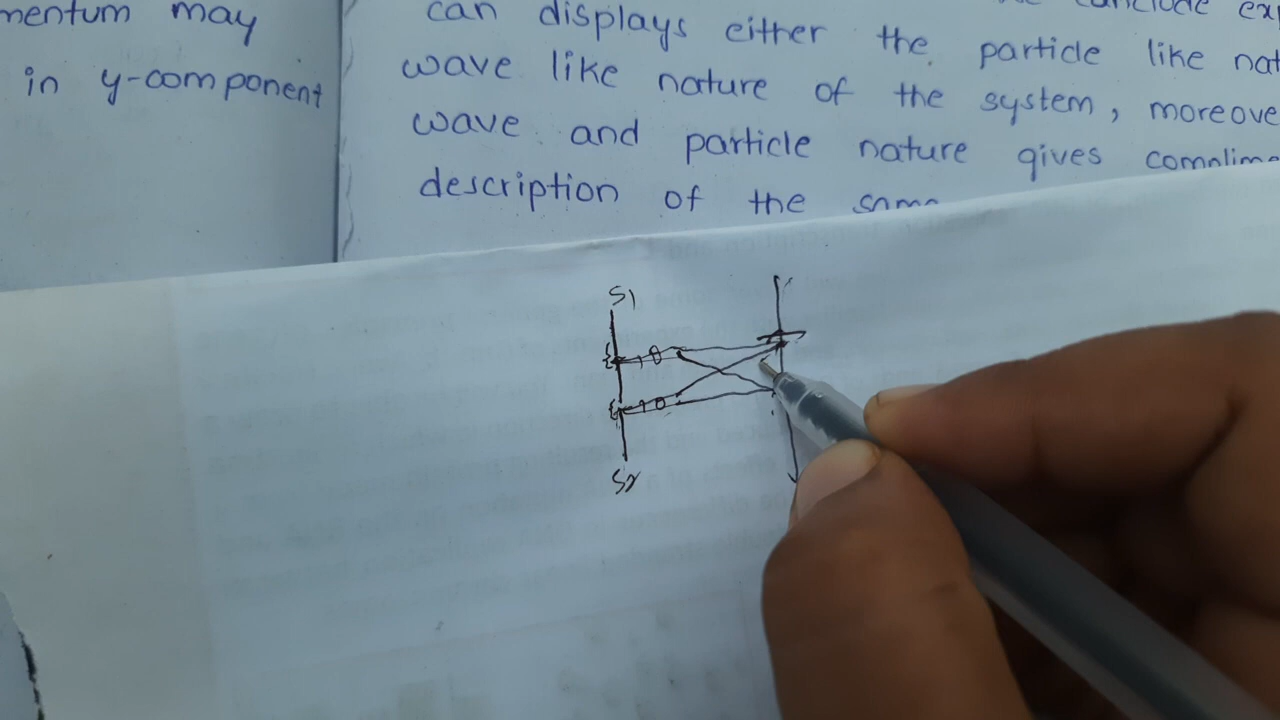 mentum may
in y-component
can displays either the particle like
wave like nature of the system, moreove
wave and particle nature gives
description of the
S1
S2